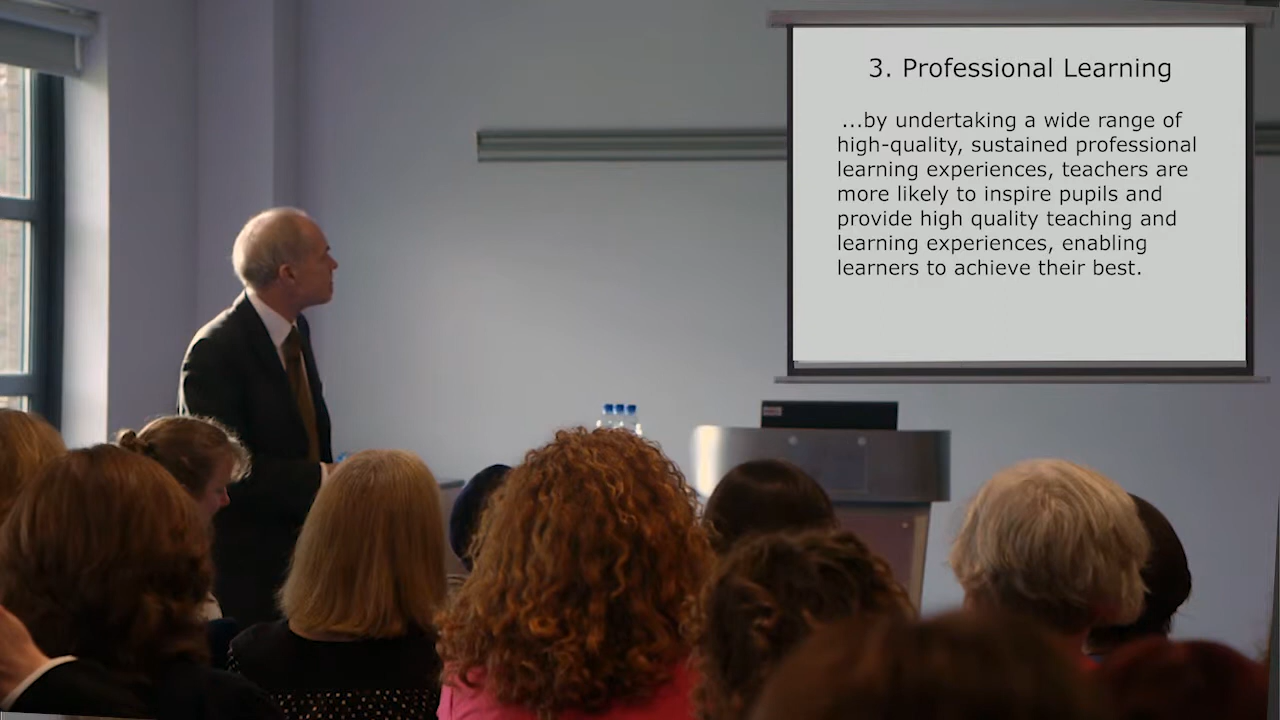 3. Professional Learning
...by undertaking a wide range of
high-quality, sustained professional
learning experiences, teachers are
more likely to inspire pupils and
provide high quality teaching and
learning experiences, enabling
learners to achieve their best.